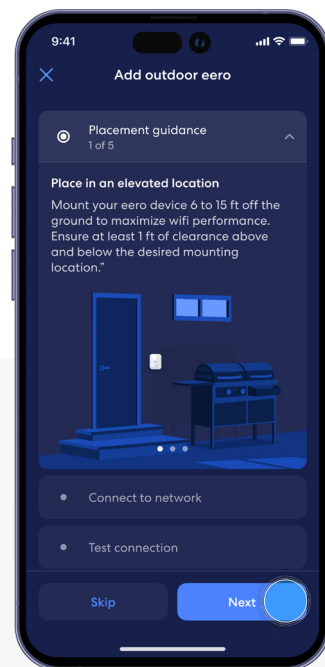 9:41
Add outdoor eero
Placement guidance
1 of 5
Place in an elevated location
Mount your eero device 6 to 15 ft off the
ground to maximize wifi performance.
Ensure at least 1 ft of clearance above
and below the desired mounting
location.”
Connect to network
Test connection
Skip
Next